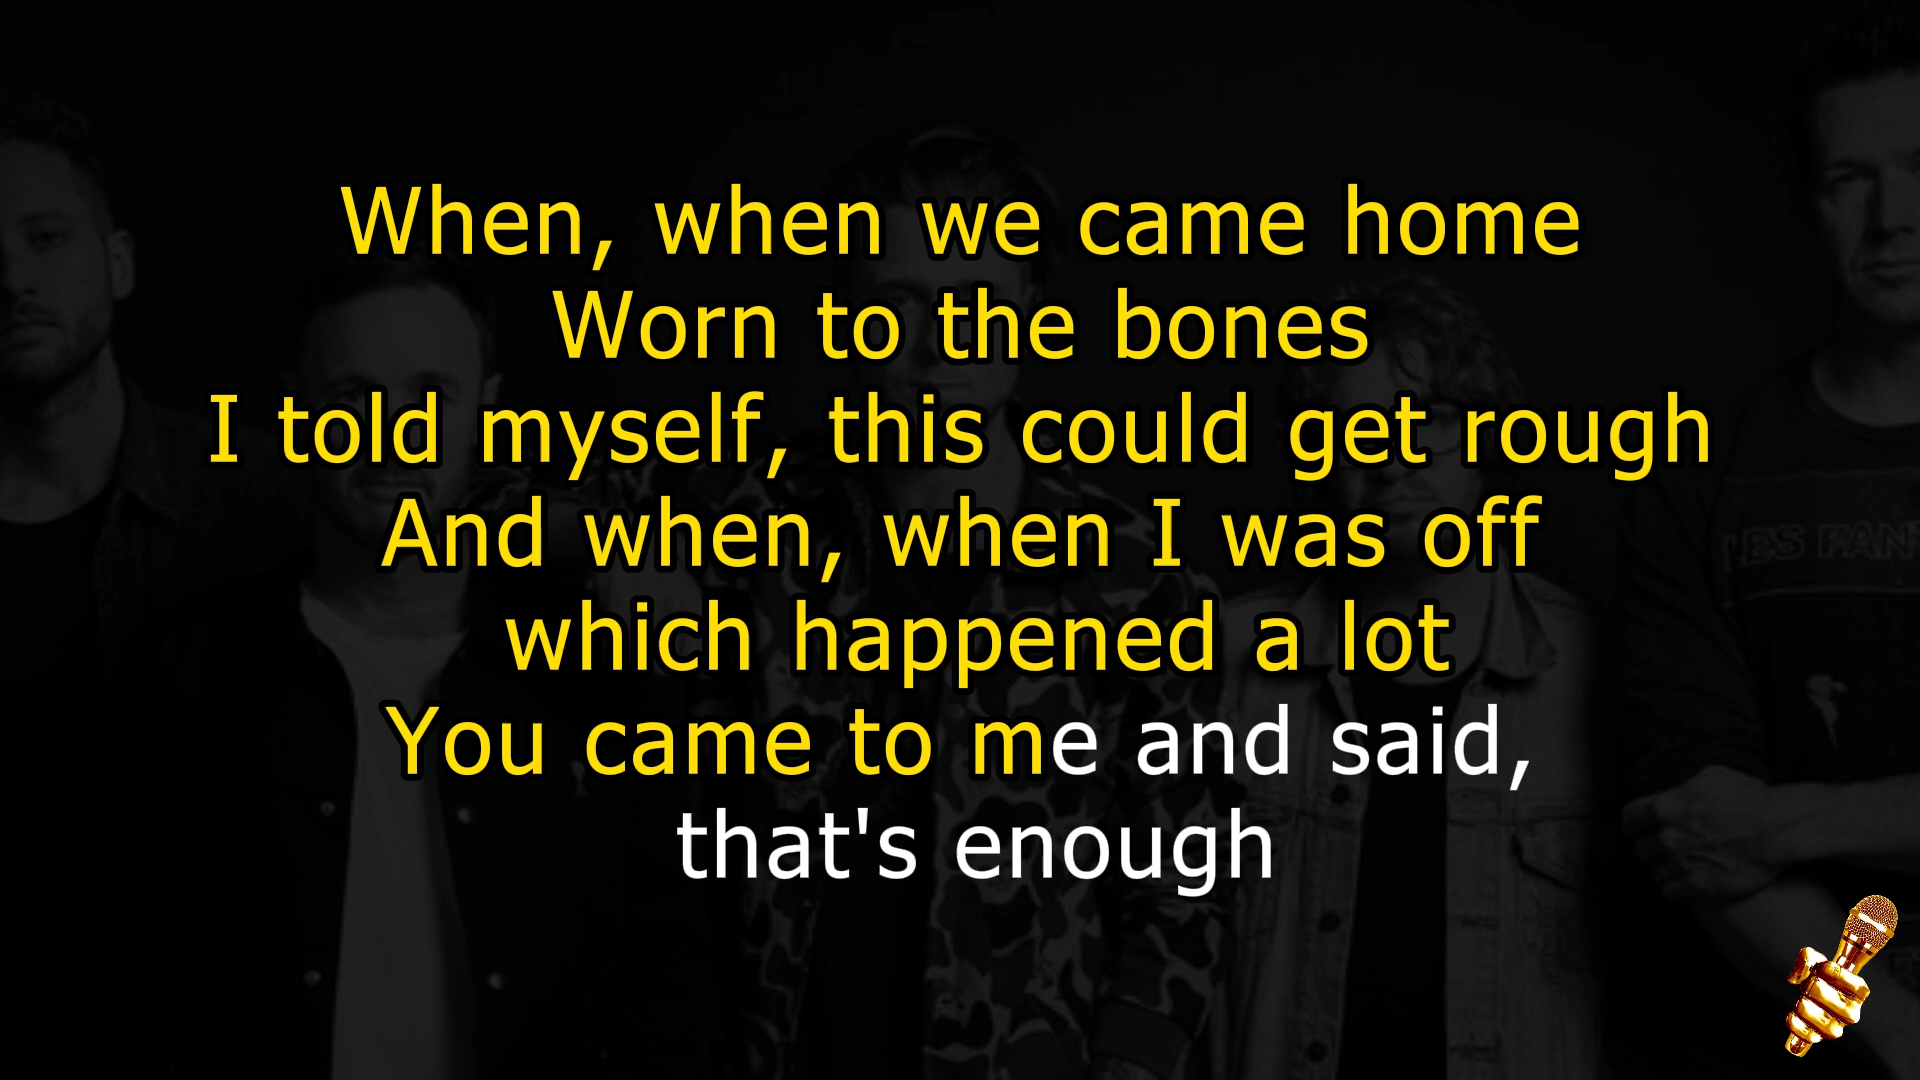 When, when we came home
Worn to the bones
I told myself, this could get rough
And when, when I was off
which happened a lot
You came to me and said,
that's enough